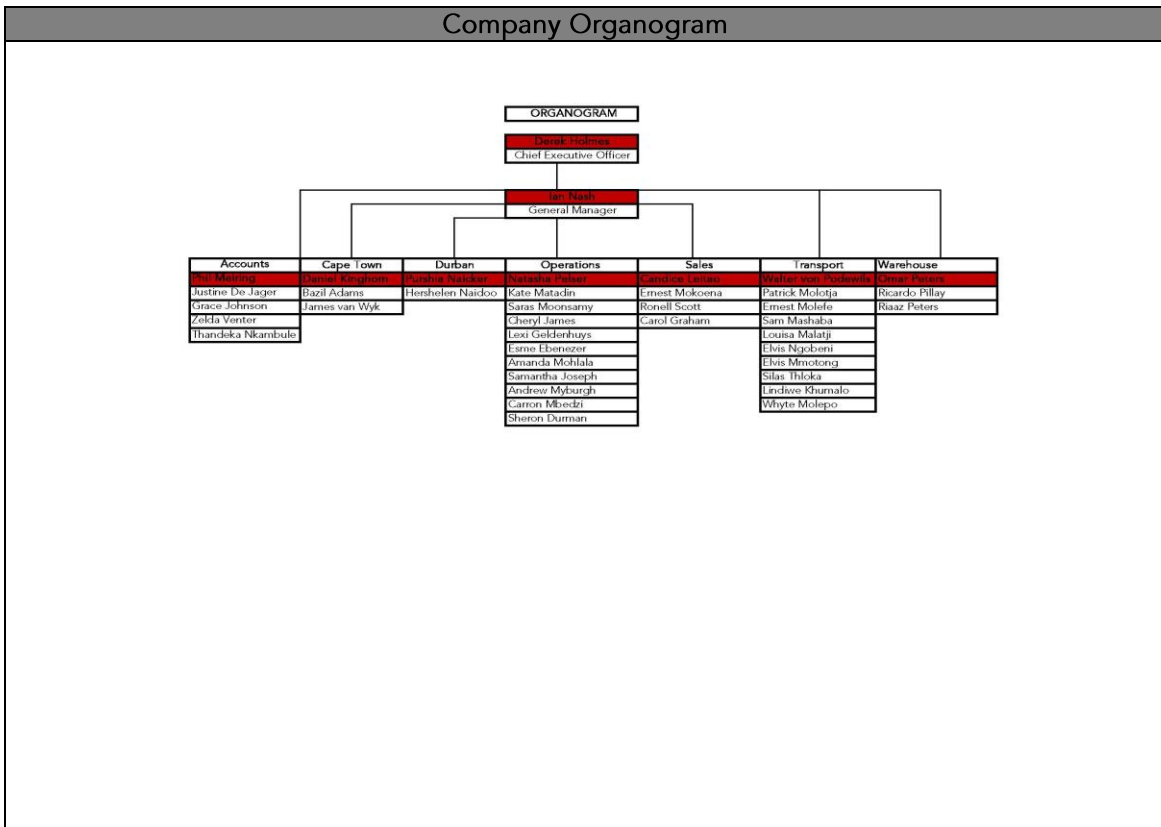 Company Organogram
ORGANOGRAM
Derek Holmes
Chief Executive Officer
Ian Nash
General Manager
Accounts
Phil Meiring
Justine De Jager
Grace Johnson
Zelda Venter
Thandeka Nkambule
Cape Town
Daniel Kinghorn
Bazil Adams
James van Wyk
Durban
Naicker
Hershelen Naidoo
Operations
Natasha Pelser
Kate Matadin
Saras Moonsamy
Cheryl James
Lexi Geldenhuys
Esme Ebenezer
Amanda Mohlala
Samantha Joseph
Andrew Myburgh
Carron Mbedzi
Sheron Durman
Sales
Candice
Ernest Mokoena
Ronell Scott
Carol Graham
Transport
Walter von Podewils
Patrick Molotja
Ernest Molefe
Sam Mashaba
Louisa Malatji
Elvis Ngobeni
Elvis Mmotong
Silas Thloka
Lindiwe Khumalo
Whyte Molepo
Warehouse
Omar Peters
Ricardo Pillay
Riaaz Peters